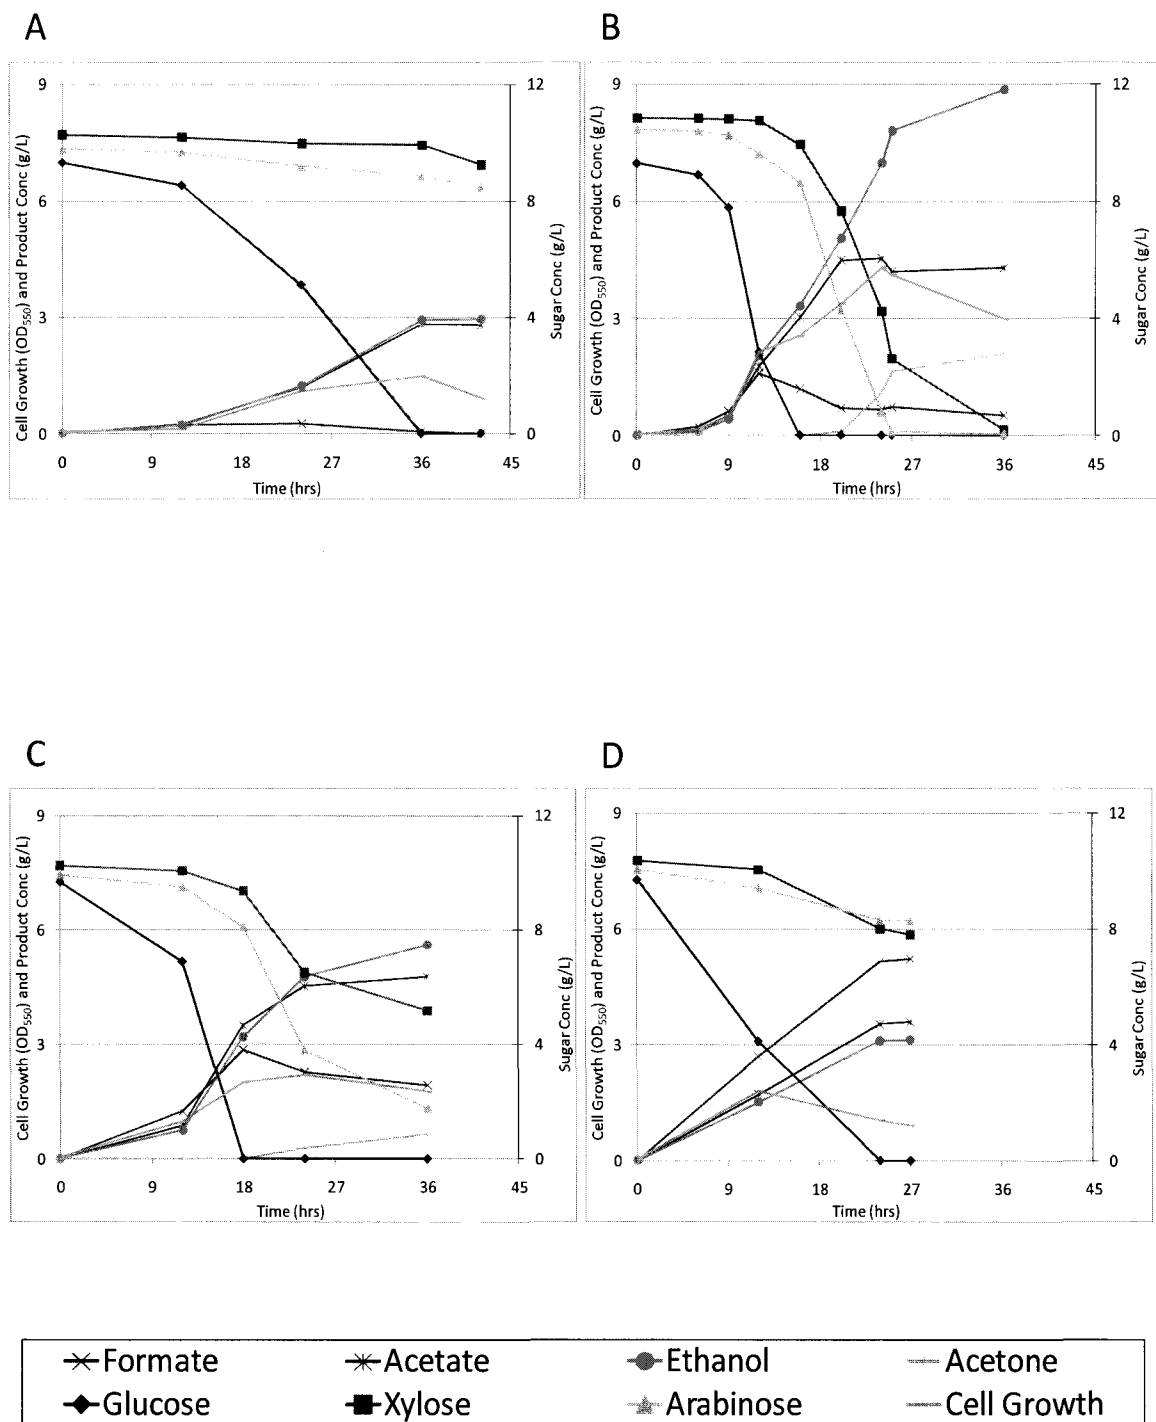 A
B
9
6
3
0
12
8
4
0
0 9 18 27 36 45
Time (hrs)
Cell Growth (OD550) and Product Conc (g/L)
Sugar Conc (g/L)
9
6
3
0
12
8
4
0
0 9 18 27 36 45
Time (hrs)
Cell Growth (OD550) and Product Conc (g/L)
Sugar Conc (g/L)
C
D
9
6
3
0
12
8
4
0
0 9 18 27 36 45
Time (hrs)
Cell Growth (OD550) and Product Conc (g/L)
Sugar Conc (g/L)
9
6
3
0
12
8
4
0
0 9 18 27 36 45
Time (hrs)
Cell Growth (OD550) and Product Conc (g/L)
Sugar Conc (g/L)
Formate Acetate Ethanol Acetone
Glucose Xylose Arabinose Cell Growth